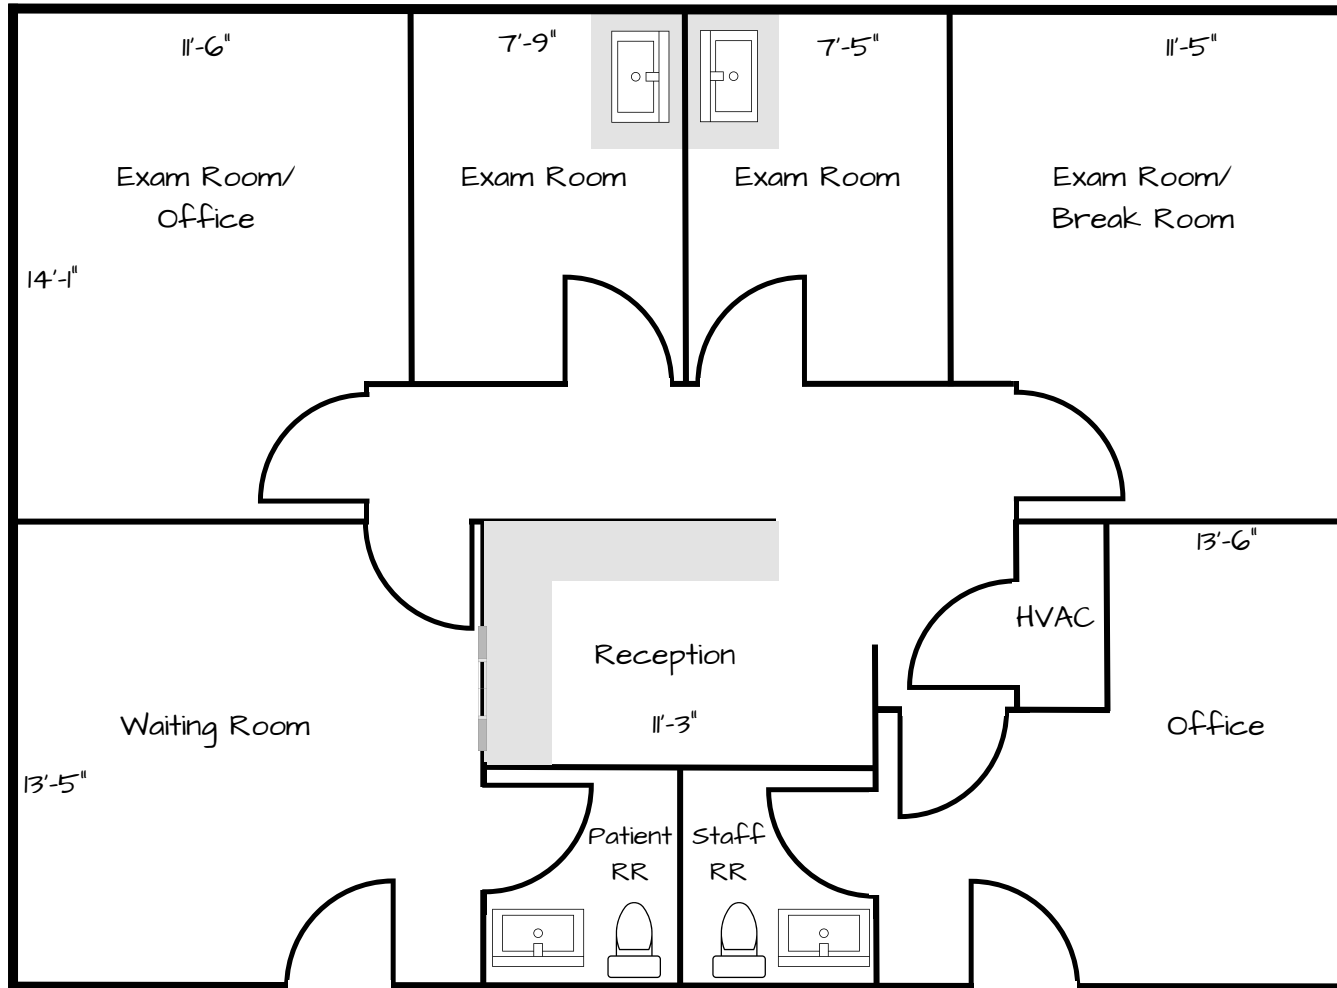 11'-6"
7'-9"
7'-5"
11'-5"
Exam Room/
Office
Exam Room
Exam Room
Exam Room/
Break Room
14'-1"
13'-6"
HVAC
Reception
11'-3"
Waiting Room
Office
13'-5"
Patient
RR
Staff
RR